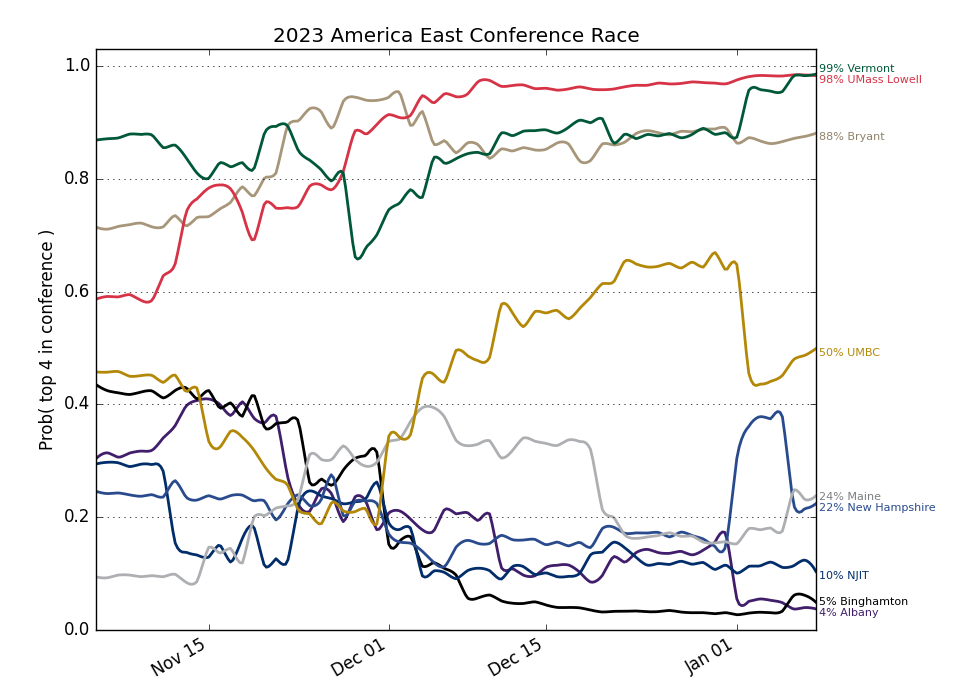 2023 America East Conference Race
Prob( top 4 in conference )
1.0
0.8
0.6
0.4
0.2
0.0
Nov 15
Dec 01
Dec 15
Jan 01
99% Vermont
98% UMass Lowell
88% Bryant
50% UMBC
24% Maine
22% New Hampshire
10% NJIT
5% Binghamton
4% Albany